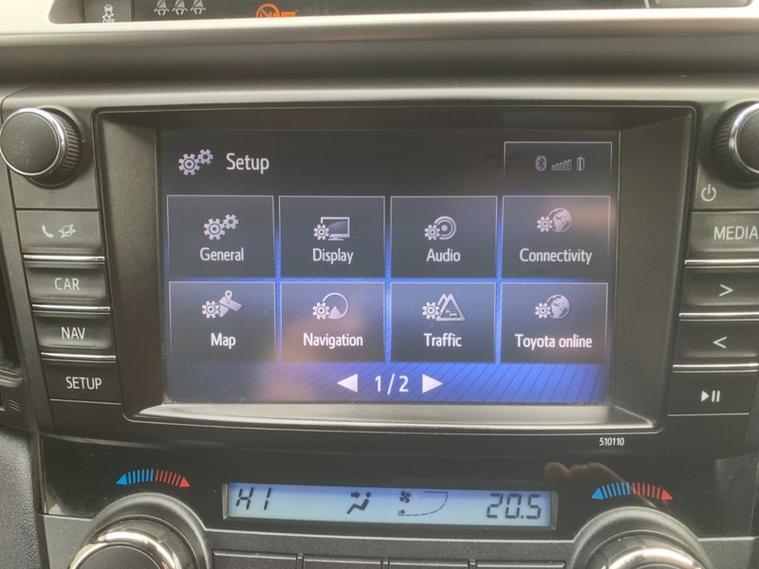 Setup
General
Display
Audio
Connectivity
Map
Navigation
Traffic
Toyota online
1/2
CAR
NAV
SETUP
MEDIA
>
<
510110
HI
20.5